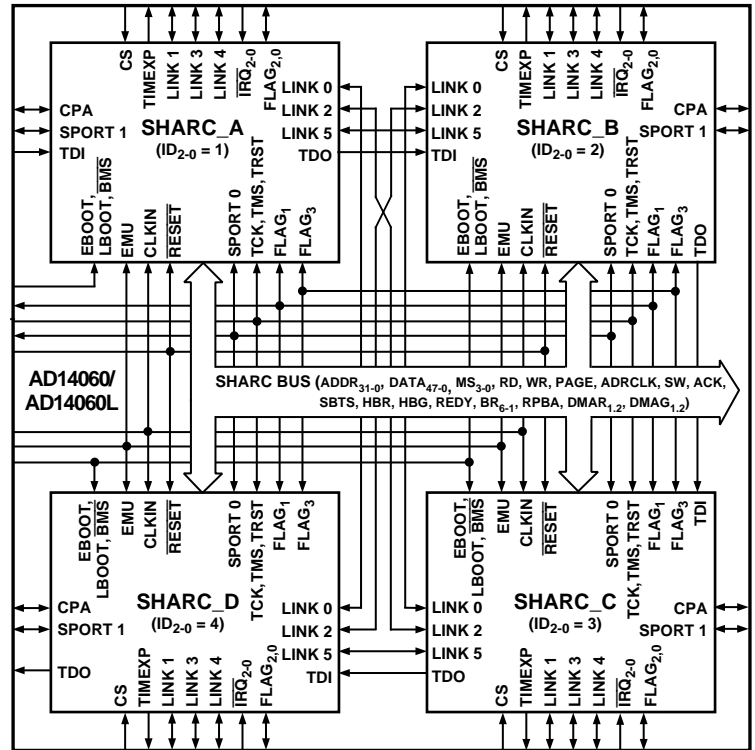 CS
TIMEXP
LINK 1
LINK 3
LINK 4
IRQ2-0
FLAG2,0
CPA
SPORT 1
TDI
SHARC_A
(ID2-0 = 1)
LINK 0
LINK 2
LINK 5
TDO
EBOOT,
LBOOT, BMS
EMU
CLKIN
RESET
SPORT 0
TCK, TMS, TRST
FLAG1
FLAG3
CS
TIMEXP
LINK 1
LINK 3
LINK 4
IRQ2-0
FLAG2,0
LINK 0
LINK 2
LINK 5
TDI
SHARC_B
(ID2-0 = 2)
CPA
SPORT 1
EBOOT,
LBOOT, BMS
EMU
CLKIN
RESET
SPORT 0
TCK, TMS, TRST
FLAG1
FLAG3
TDO
AD14060/
AD14060L
SHARC BUS (ADDR31-0, DATA47-0, MS3-0, RD, WR, PAGE, ADRCLK, SW, ACK,
SBTS, HBR, HBG, REDY, BR6-1, RPBA, DMAR1.2, DMAG1.2)
EBOOT,
LBOOT, BMS
EMU
CLKIN
RESET
SPORT 0
TCK, TMS, TRST
FLAG1
FLAG3
CPA
SPORT 1
TDO
SHARC_D
(ID2-0 = 4)
LINK 0
LINK 2
LINK 5
TDI
CS
TIMEXP
LINK 1
LINK 3
LINK 4
IRQ2-0
FLAG2,0
EBOOT,
LBOOT, BMS
EMU
CLKIN
RESET
SPORT 0
TCK, TMS, TRST
FLAG1
FLAG3
TDI
LINK 0
LINK 2
LINK 5
TDO
SHARC_C
(ID2-0 = 3)
CPA
SPORT 1
CS
TIMEXP
LINK 1
LINK 3
LINK 4
IRQ2-0
FLAG2,0